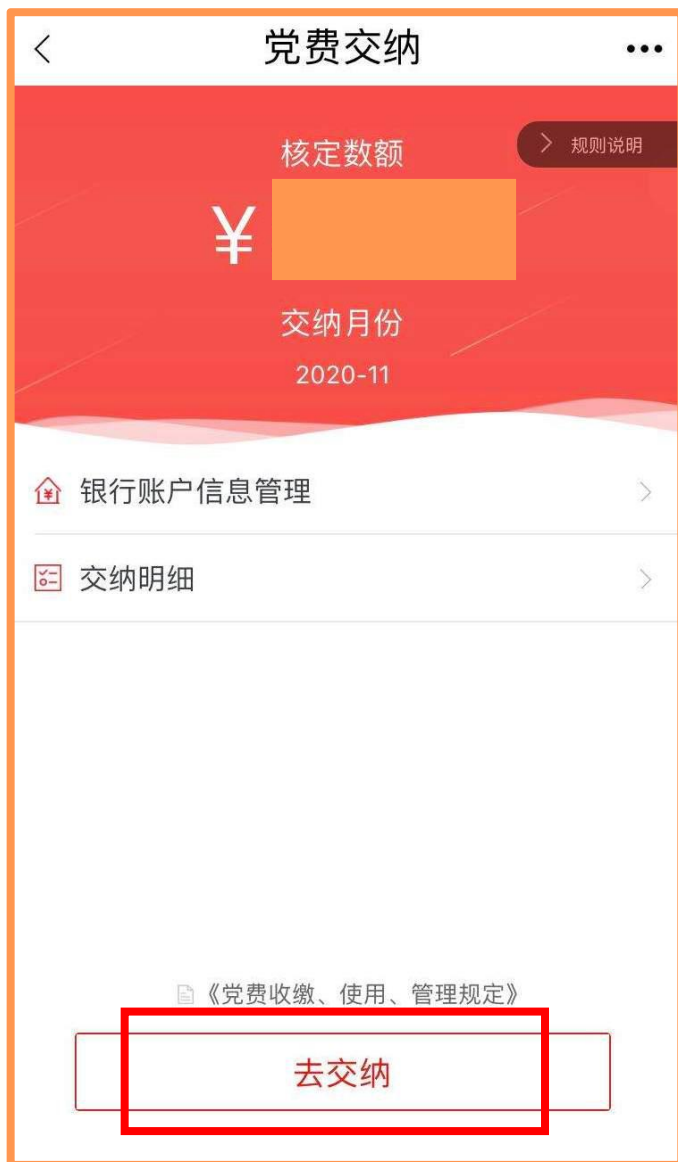 党费交纳
规则说明
核定数额
¥
交纳月份
2020-11
银行账户信息管理
交纳明细
《党费收缴、使用、管理规定》
去交纳